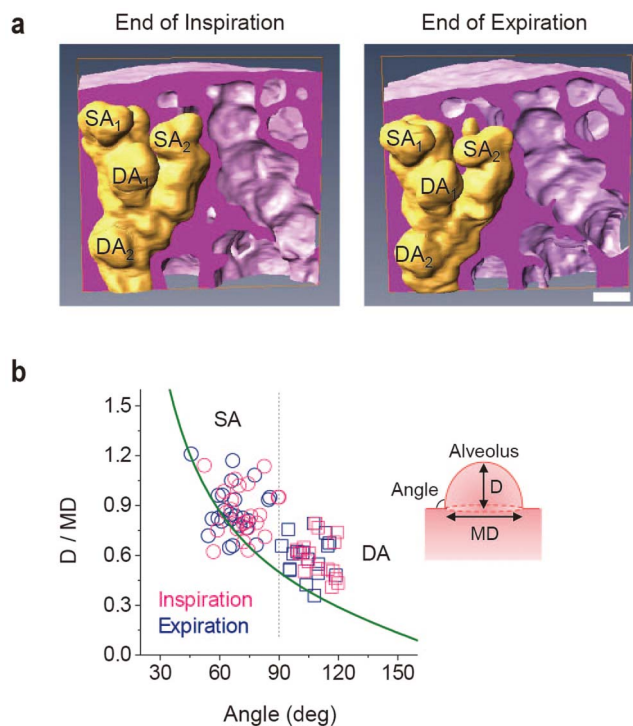 a
End of Inspiration
End of Expiration
SA₁
SA₂
DA₁
DA₂
SA₁
SA₂
DA₁
DA₂
b
D / MD
1.5
1.2
0.9
0.6
0.3
0.0
SA
DA
Inspiration
Expiration
30
60
90
120
150
Angle (deg)
Alveolus
Angle
D
MD